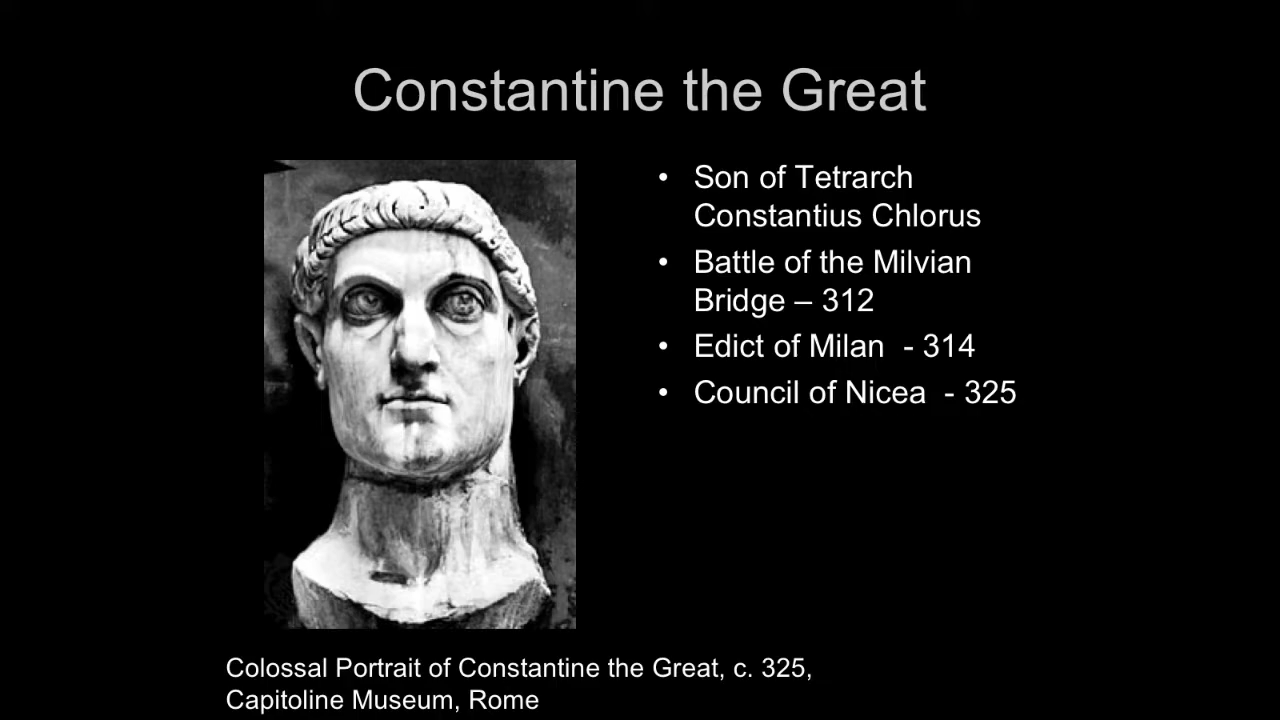 Constantine the Great
• Son of Tetrarch
Constantius Chlorus
• Battle of the Milvian
Bridge – 312
• Edict of Milan  - 314
• Council of Nicea  - 325
Colossal Portrait of Constantine the Great, c. 325,
Capitoline Museum, Rome